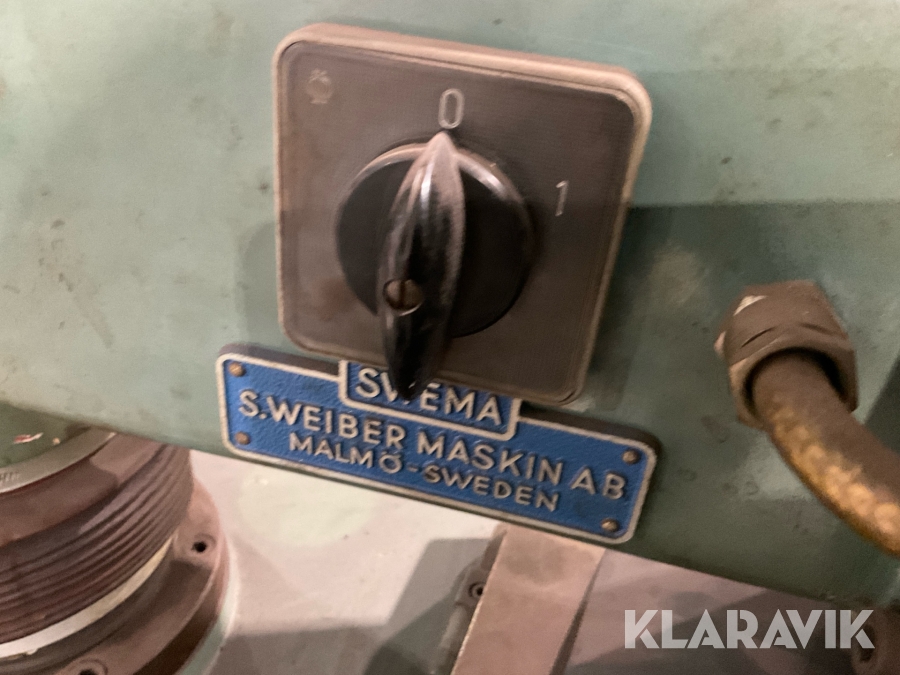 0
1
SWEMA
S.WEIBER MASKIN AB
MALMÖ-SWEDEN
KLARAVIK